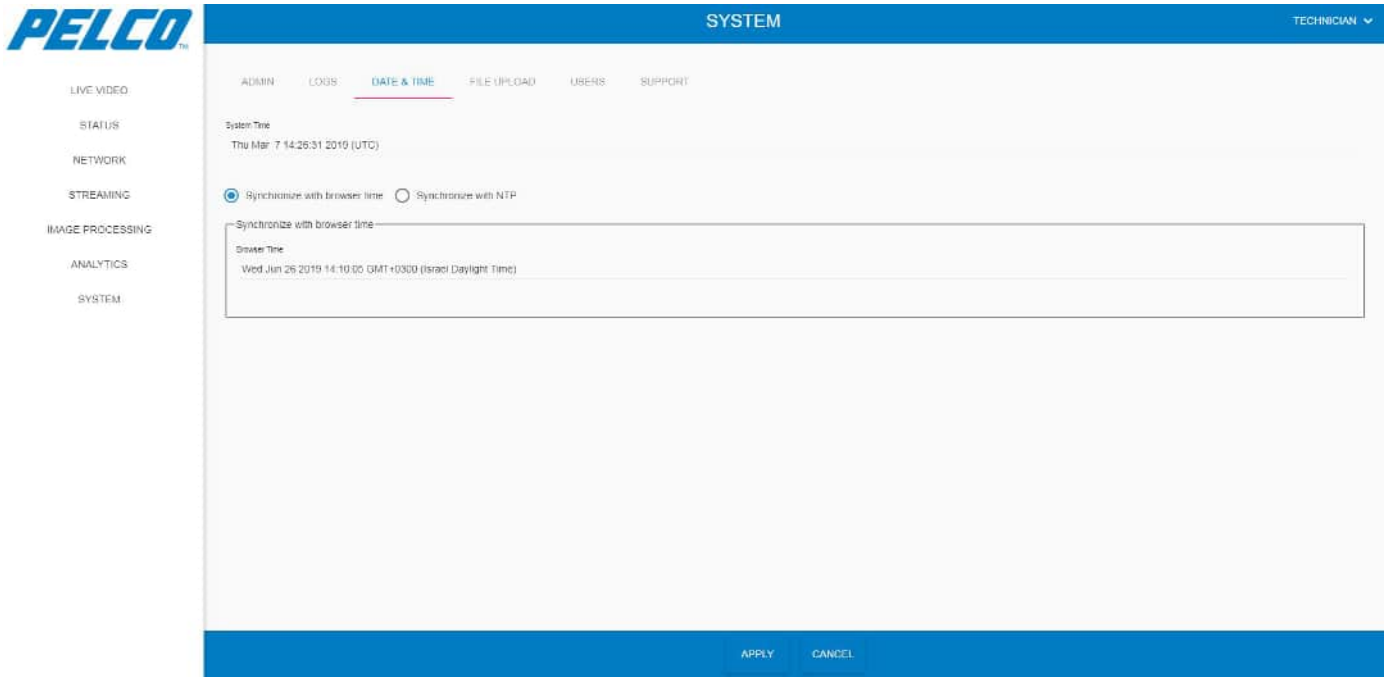 PELCO
TM
SYSTEM
TECHNICIAN
LIVE VIDEO
STATUS
NETWORK
STREAMING
IMAGE PROCESSING
ANALYTICS
SYSTEM
ADMIN LOGS DATE & TIME FILE UPLOAD USERS SUPPORT
System Time
Thu Mar 7 14:26:31 2019 (UTC)
Synchronize with browser time Synchronize with NTP
Synchronize with browser time
Browser Time
Wed Jun 26 2019 14:10:05 GMT+0300 (Israel Daylight Time)
APPLY CANCEL